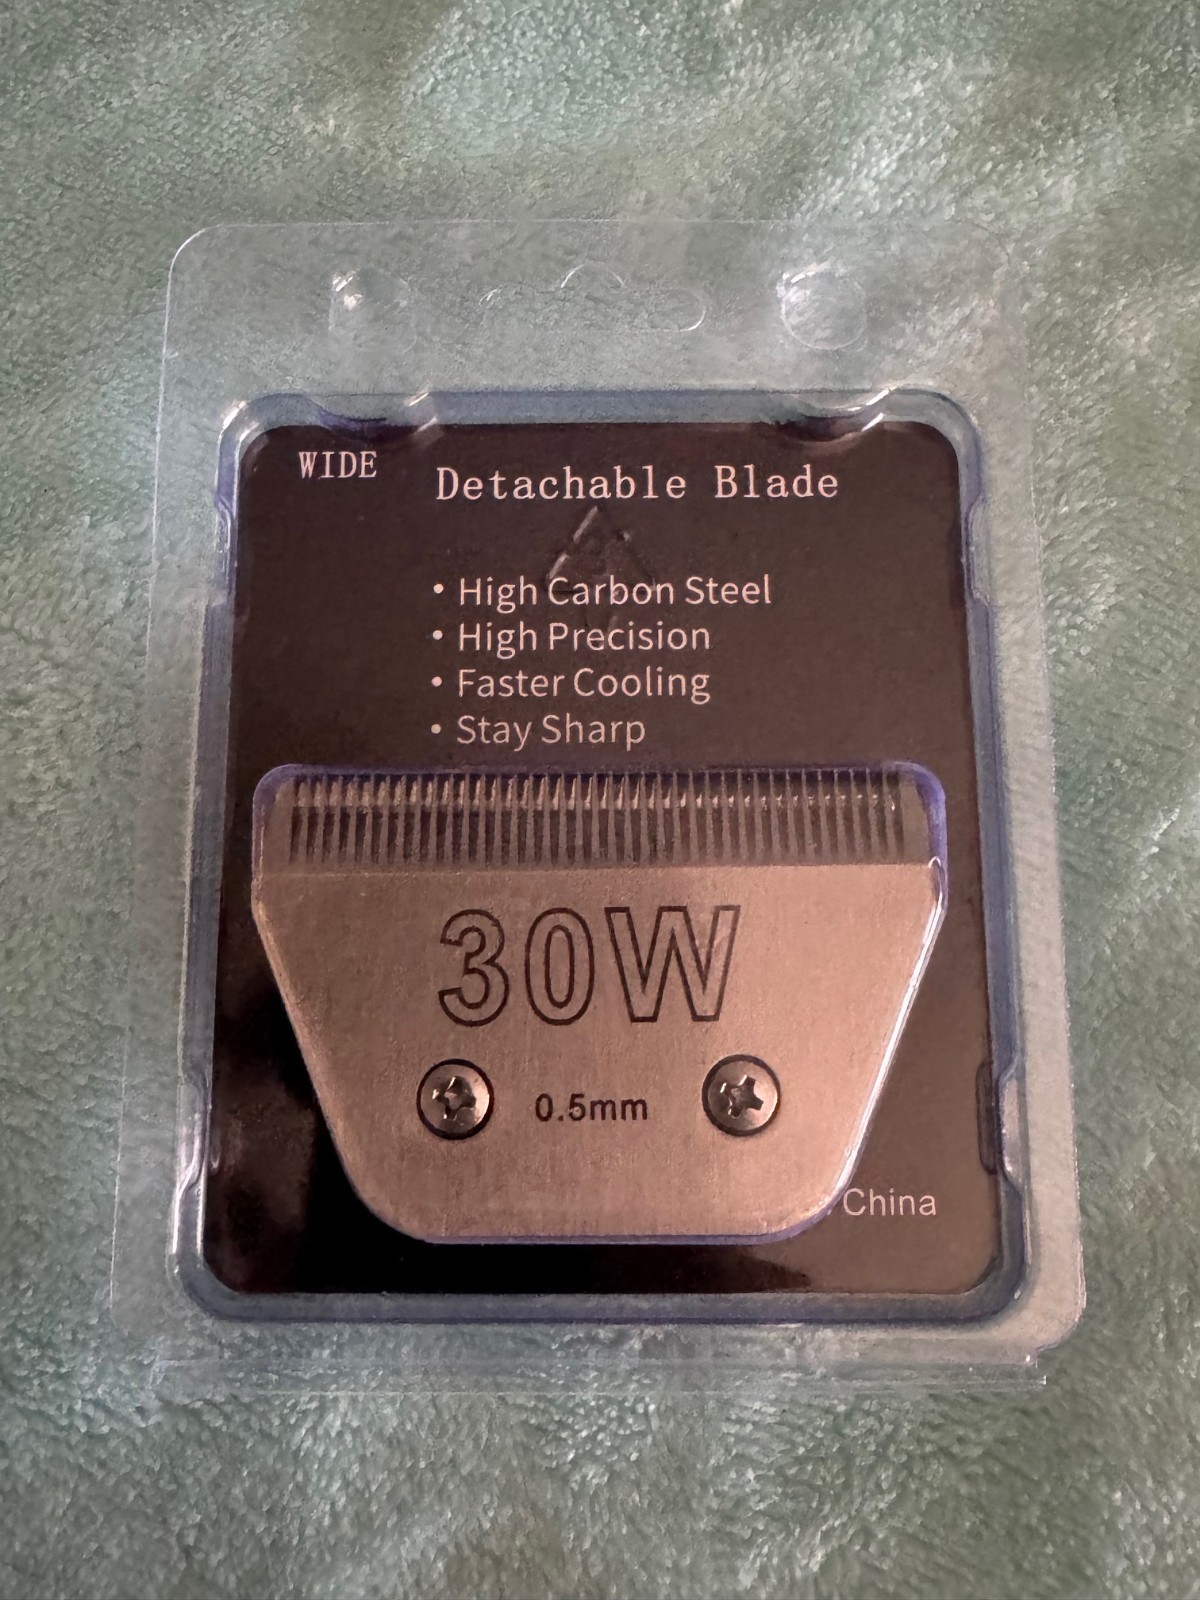 WIDE
Detachable Blade
• High Carbon Steel
• High Precision
• Faster Cooling
• Stay Sharp
30W
0.5mm
China